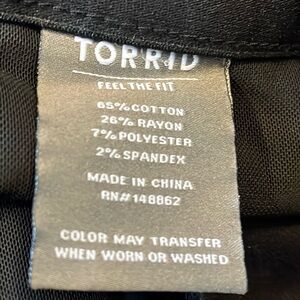 TORRID
FEEL THE FIT
65% COTTON
26% RAYON
7% POLYESTER
2% SPANDEX
MADE IN CHINA
RN# 148862
COLOR MAY TRANSFER
WHEN WORN OR WASHED